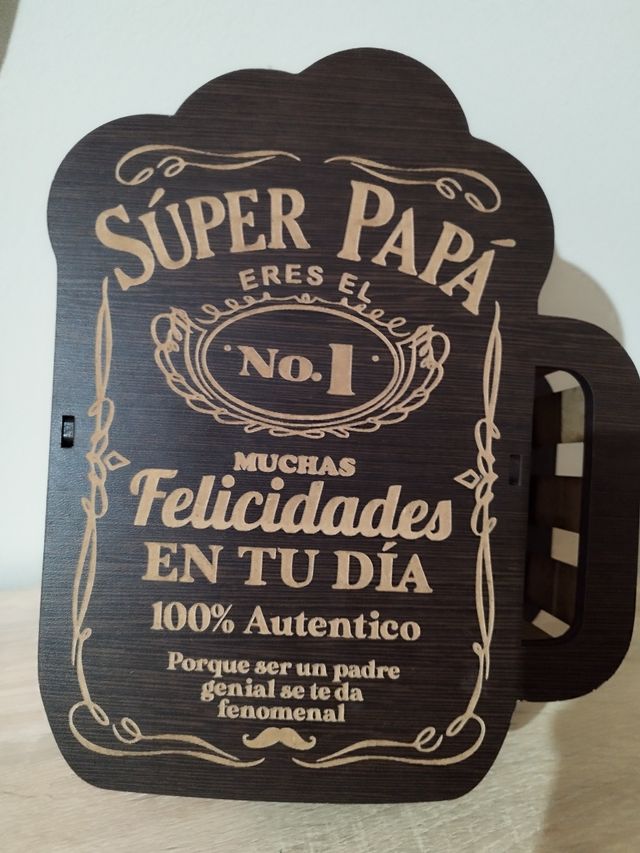 SÚPER PAPÁ
ERES EL
No.1
MUCHAS
Felicidades
EN TU DÍA
100% Autentico
Porque ser un padre
genial se te da
fenomenal